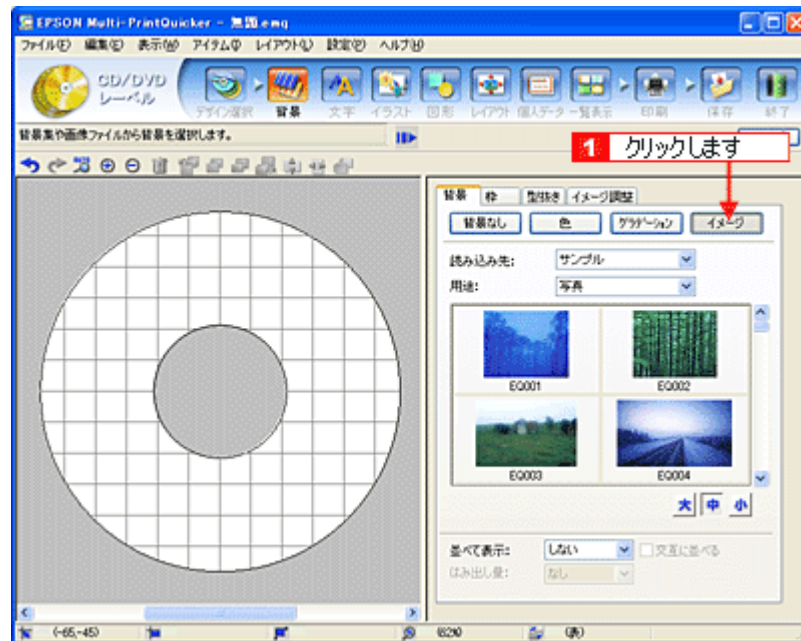 EPSON Multi-PrintQuicker - 無題.emq
ファイル(F) 編集(E) 表示(W) アイテム(I) レイアウト(L) 設定(P) ヘルプ(H)
CD/DVD
レーベル
デザイン選択 背景 文字 イラスト 図形 レイアウト 個人データ 一覧表示 印刷 保存 終了
背景集や画像ファイルから背景を選択します。
1 クリックします
背景 枠 型抜き イメージ調整
背景なし 色 グラデーション イメージ
読み込み先: サンプル
用途: 写真
EQ001 EQ002
EQ003 EQ004
大 中 小
並べて表示: しない 交互に並べる
はみ出し量: なし
(-65,-45) (62%) (表)